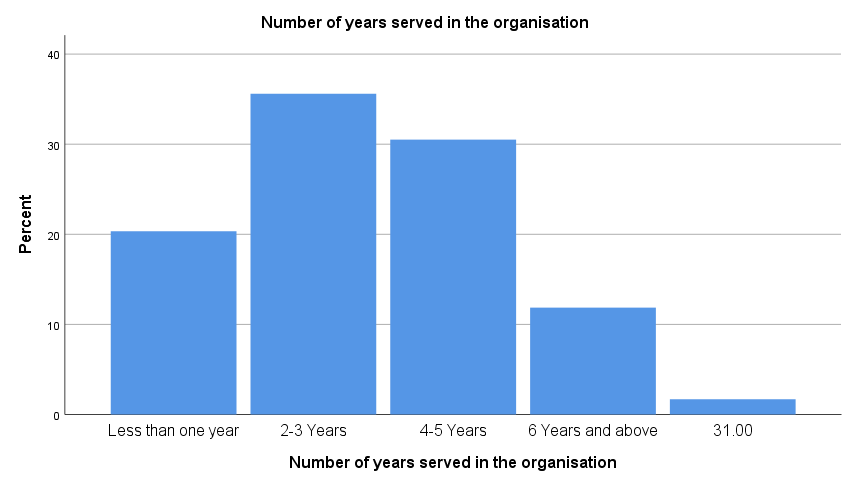 Number of years served in the organisation
40
30
20
10
0
Percent
Less than one year 2-3 Years 4-5 Years 6 Years and above 31.00
Number of years served in the organisation